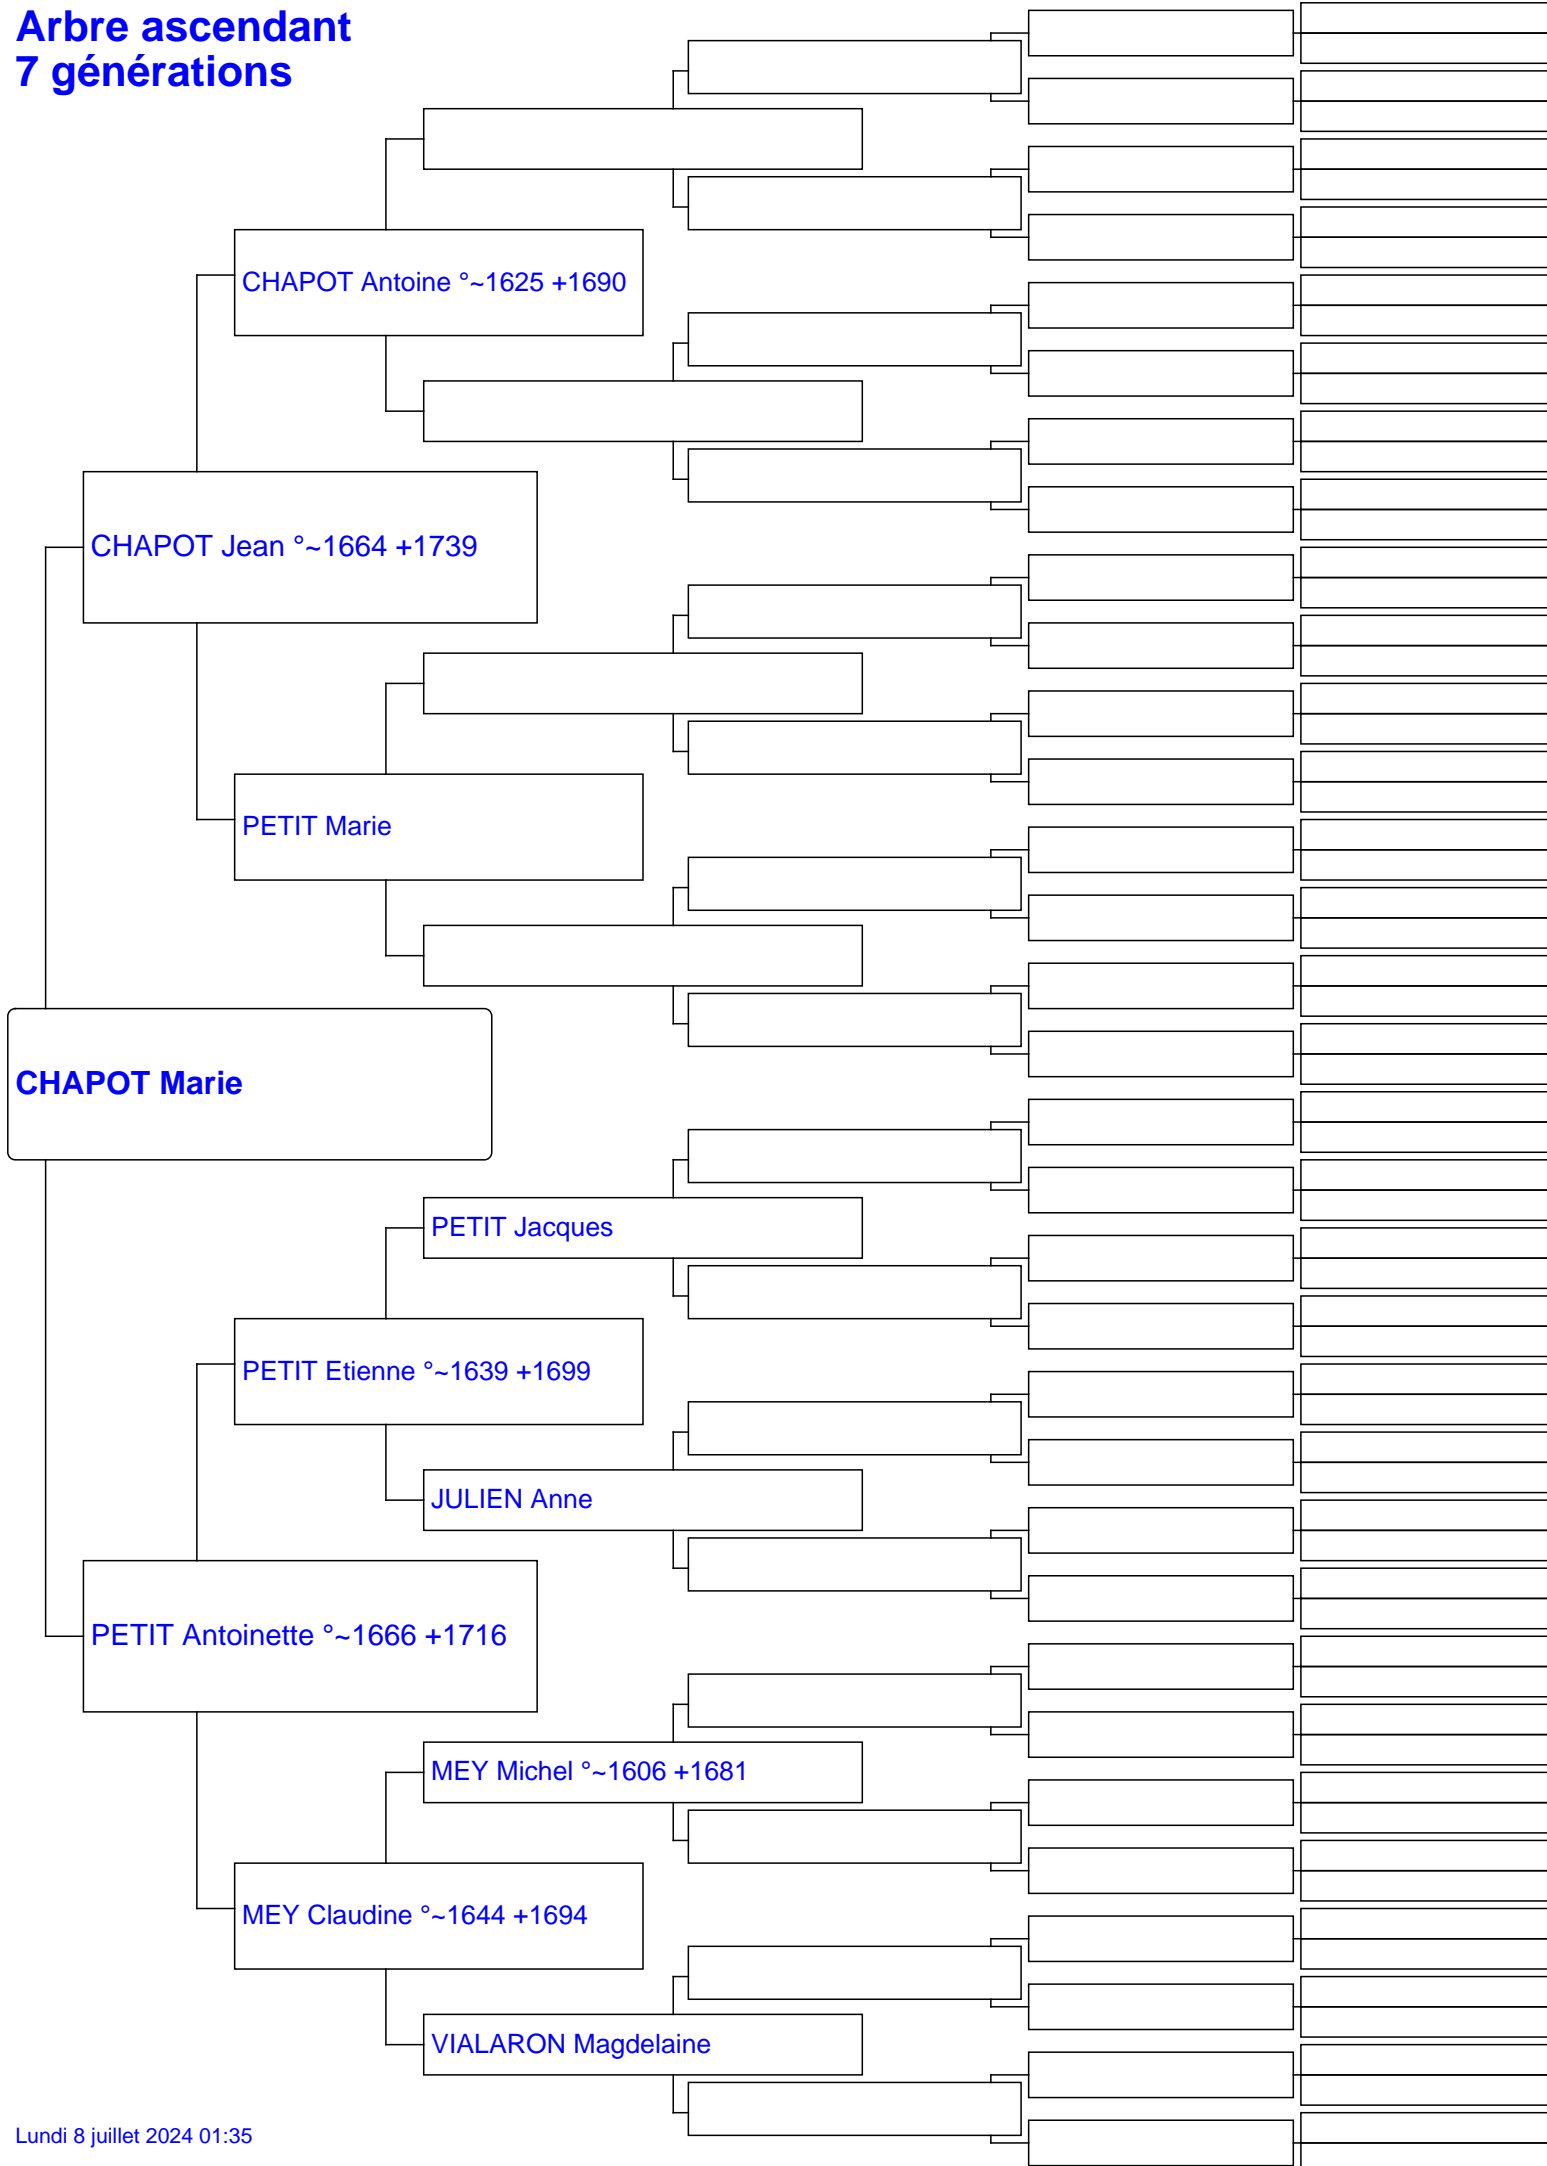 Arbre ascendant
7 générations
CHAPOT Antoine °~1625 +1690
CHAPOT Jean °~1664 +1739
PETIT Marie
CHAPOT Marie
PETIT Jacques
PETIT Etienne °~1639 +1699
JULIEN Anne
PETIT Antoinette °~1666 +1716
MEY Michel °~1606 +1681
MEY Claudine °~1644 +1694
VIALARON Magdelaine
Lundi 8 juillet 2024 01:35